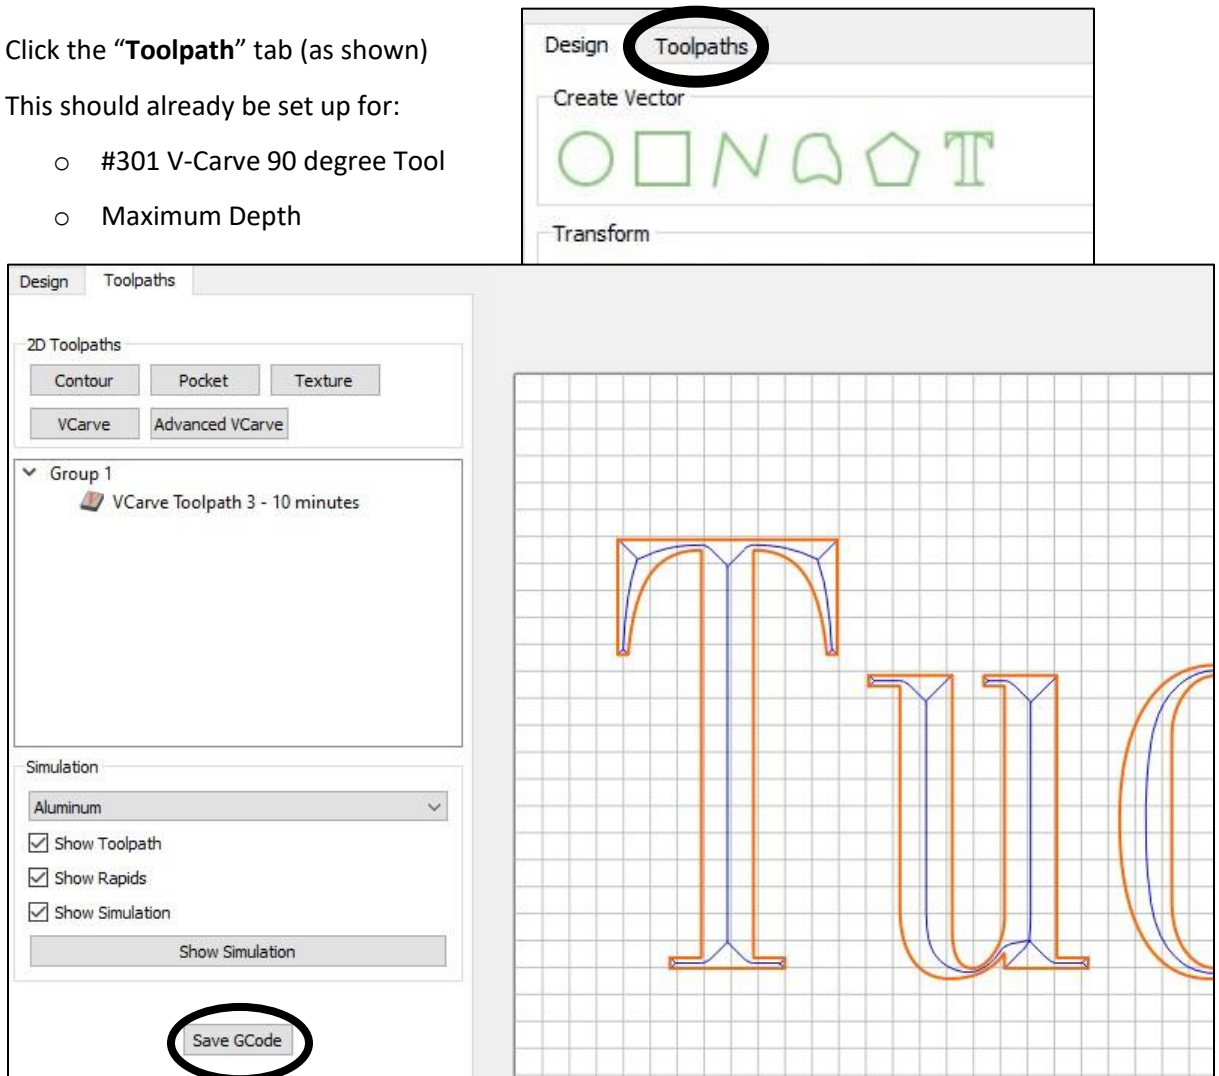 Click the “Toolpath” tab (as shown)
This should already be set up for:
o #301 V-Carve 90 degree Tool
o Maximum Depth
Design Toolpaths
Create Vector
T
Transform
Design Toolpaths
2D Toolpaths
Contour Pocket Texture
VCarve Advanced VCarve
Group 1
VCarve Toolpath 3 - 10 minutes
Simulation
Aluminum
Show Toolpath
Show Rapids
Show Simulation
Show Simulation
Save GCode
Tu